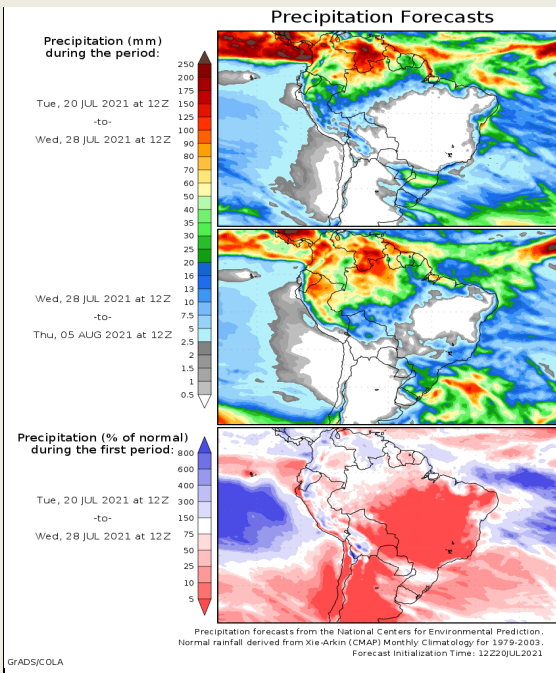 Precipitation Forecasts
Precipitation (mm)
during the period:
Tue, 20 JUL 2021 at 12Z
-to-
Wed, 28 JUL 2021 at 12Z
250
200
175
150
125
100
90
80
70
60
50
40
35
30
25
20
16
13
10
7.5
5
2.5
2
1.5
1
0.5
Wed, 28 JUL 2021 at 12Z
-to-
Thu, 05 AUG 2021 at 12Z
Precipitation (% of normal)
during the first period:
Tue, 20 JUL 2021 at 12Z
-to-
Wed, 28 JUL 2021 at 12Z
800
600
400
300
150
75
50
25
10
5
Precipitation forecasts from the National Centers for Environmental Prediction.
Normal rainfall derived from Xie-Arkin (CMAP) Monthly Climatology for 1979-2003.
Forecast Initialization Time: 12Z20JUL2021
GrADS/COLA